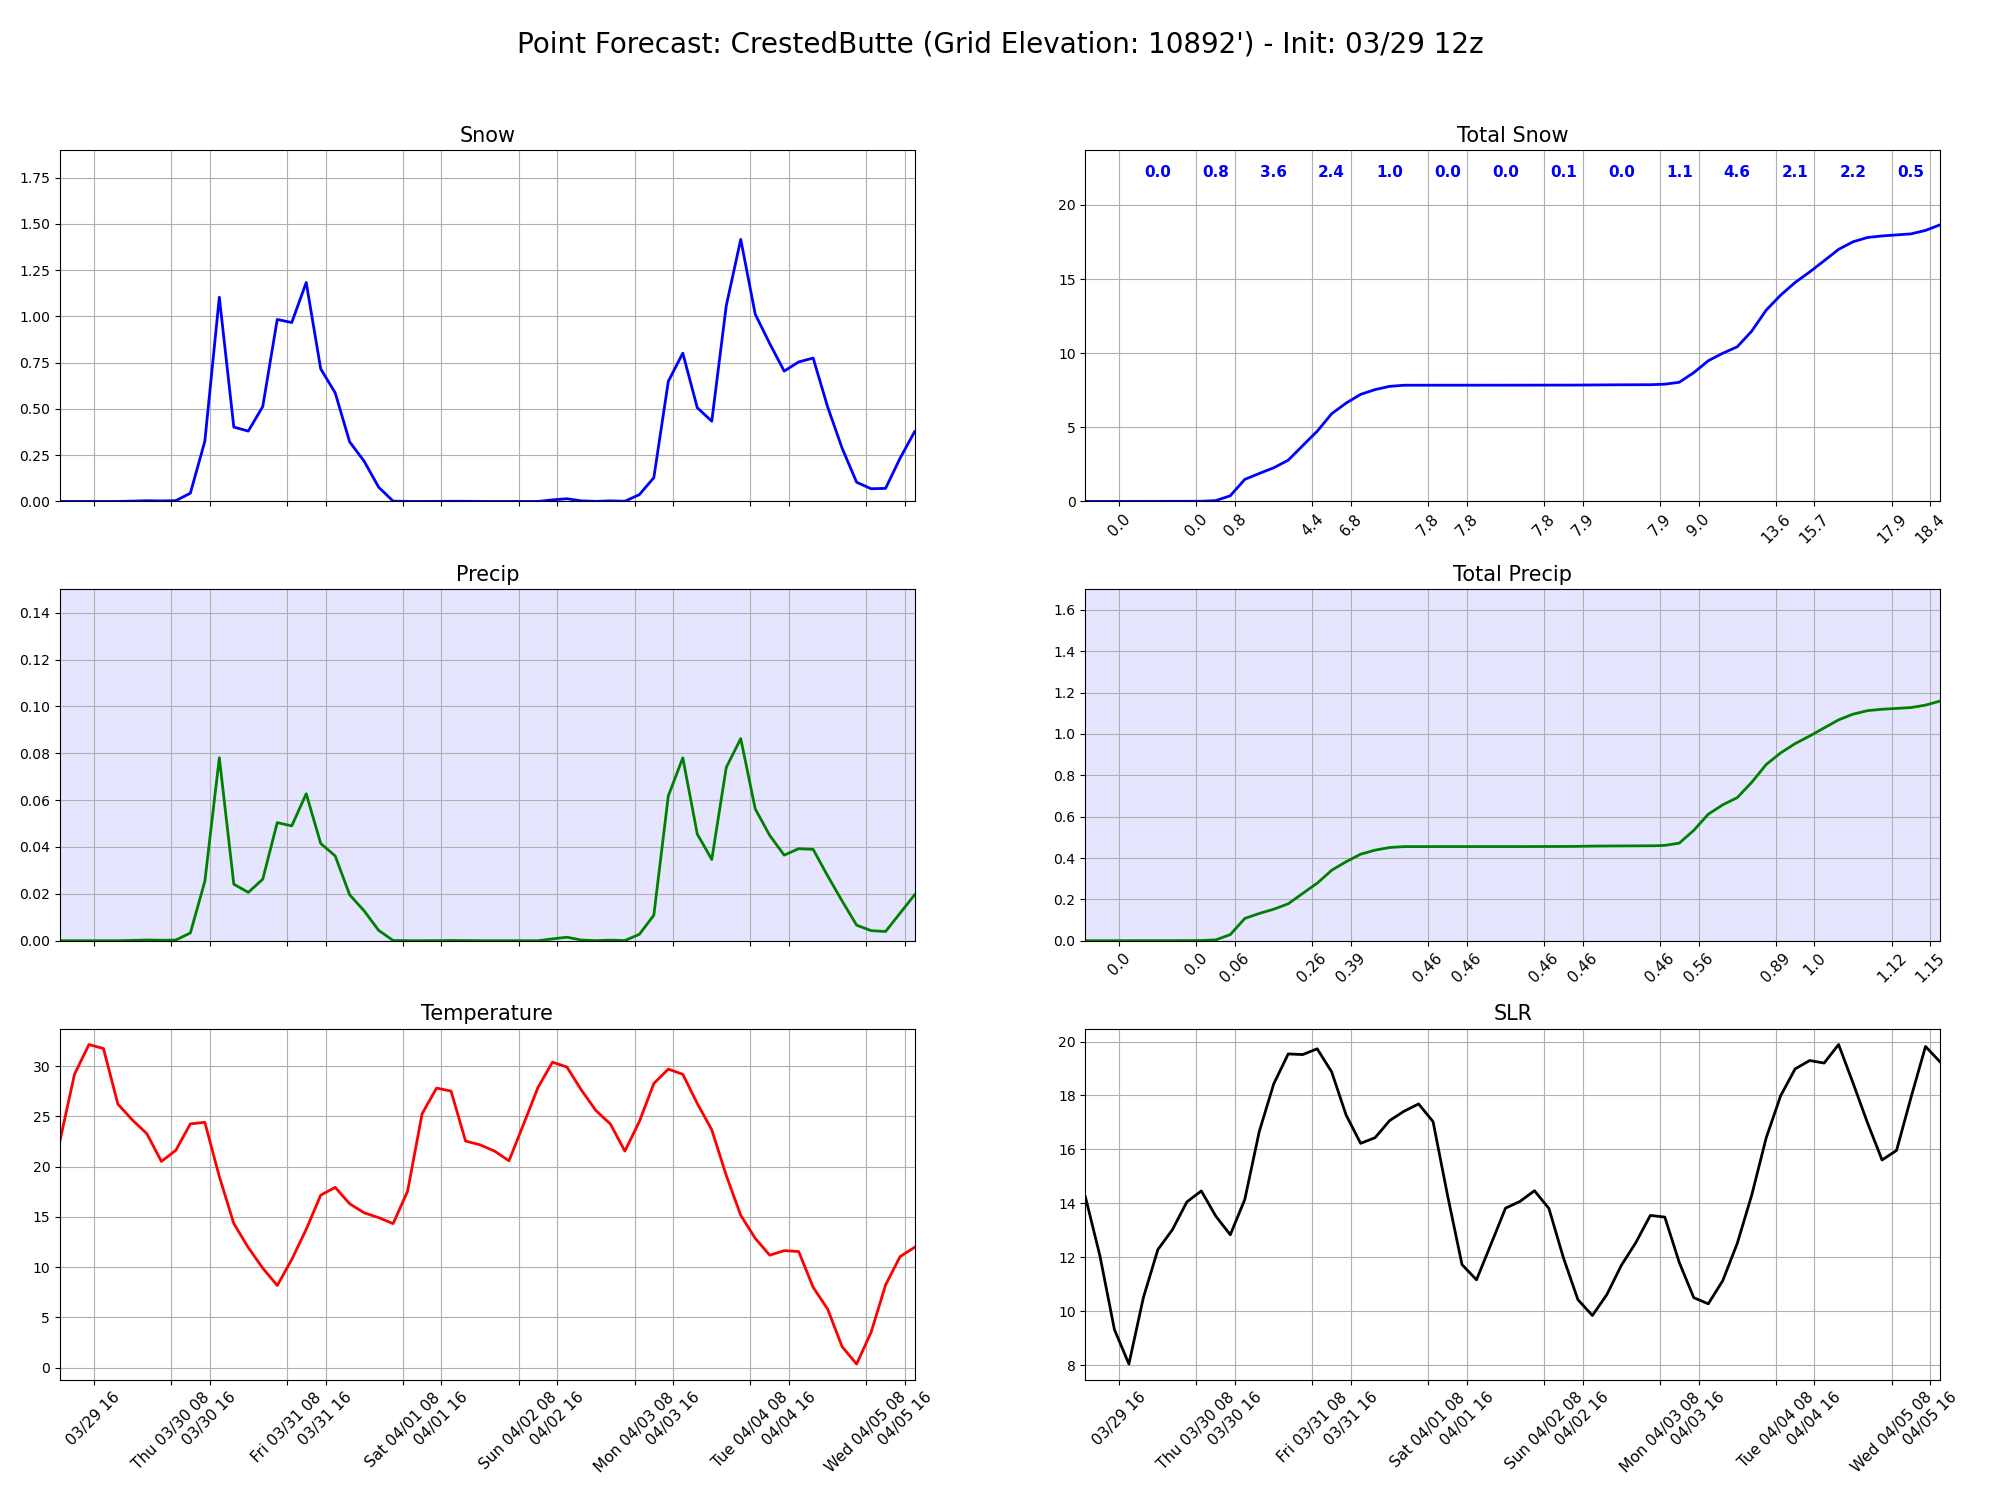 Point Forecast: CrestedButte (Grid Elevation: 10892') - Init: 03/29 12z
Snow
1.75
1.50
1.25
1.00
0.75
0.50
0.25
0.00
Total Snow
0.0 0.8 3.6 2.4 1.0 0.0 0.0 0.1 0.0 1.1 4.6 2.1 2.2 0.5
20
15
10
5
0
0.0 0.0 0.8 4.4 6.8 7.8 7.8 7.8 7.9 7.9 9.0 13.6 15.7 17.9 18.4
Precip
0.14
0.12
0.10
0.08
0.06
0.04
0.02
0.00
Total Precip
1.6
1.4
1.2
1.0
0.8
0.6
0.4
0.2
0.0
0.0 0.0 0.06 0.26 0.39 0.46 0.46 0.46 0.46 0.46 0.56 0.89 1.0 1.12 1.15
Temperature
30
25
20
15
10
5
0
03/29 16
Thu 03/30 08
03/30 16
Fri 03/31 08
03/31 16
Sat 04/01 08
04/01 16
Sun 04/02 08
04/02 16
Mon 04/03 08
04/03 16
Tue 04/04 08
04/04 16
Wed 04/05 08
04/05 16
SLR
20
18
16
14
12
10
8
03/29 16
Thu 03/30 08
03/30 16
Fri 03/31 08
03/31 16
Sat 04/01 08
04/01 16
Sun 04/02 08
04/02 16
Mon 04/03 08
04/03 16
Tue 04/04 08
04/04 16
Wed 04/05 08
04/05 16